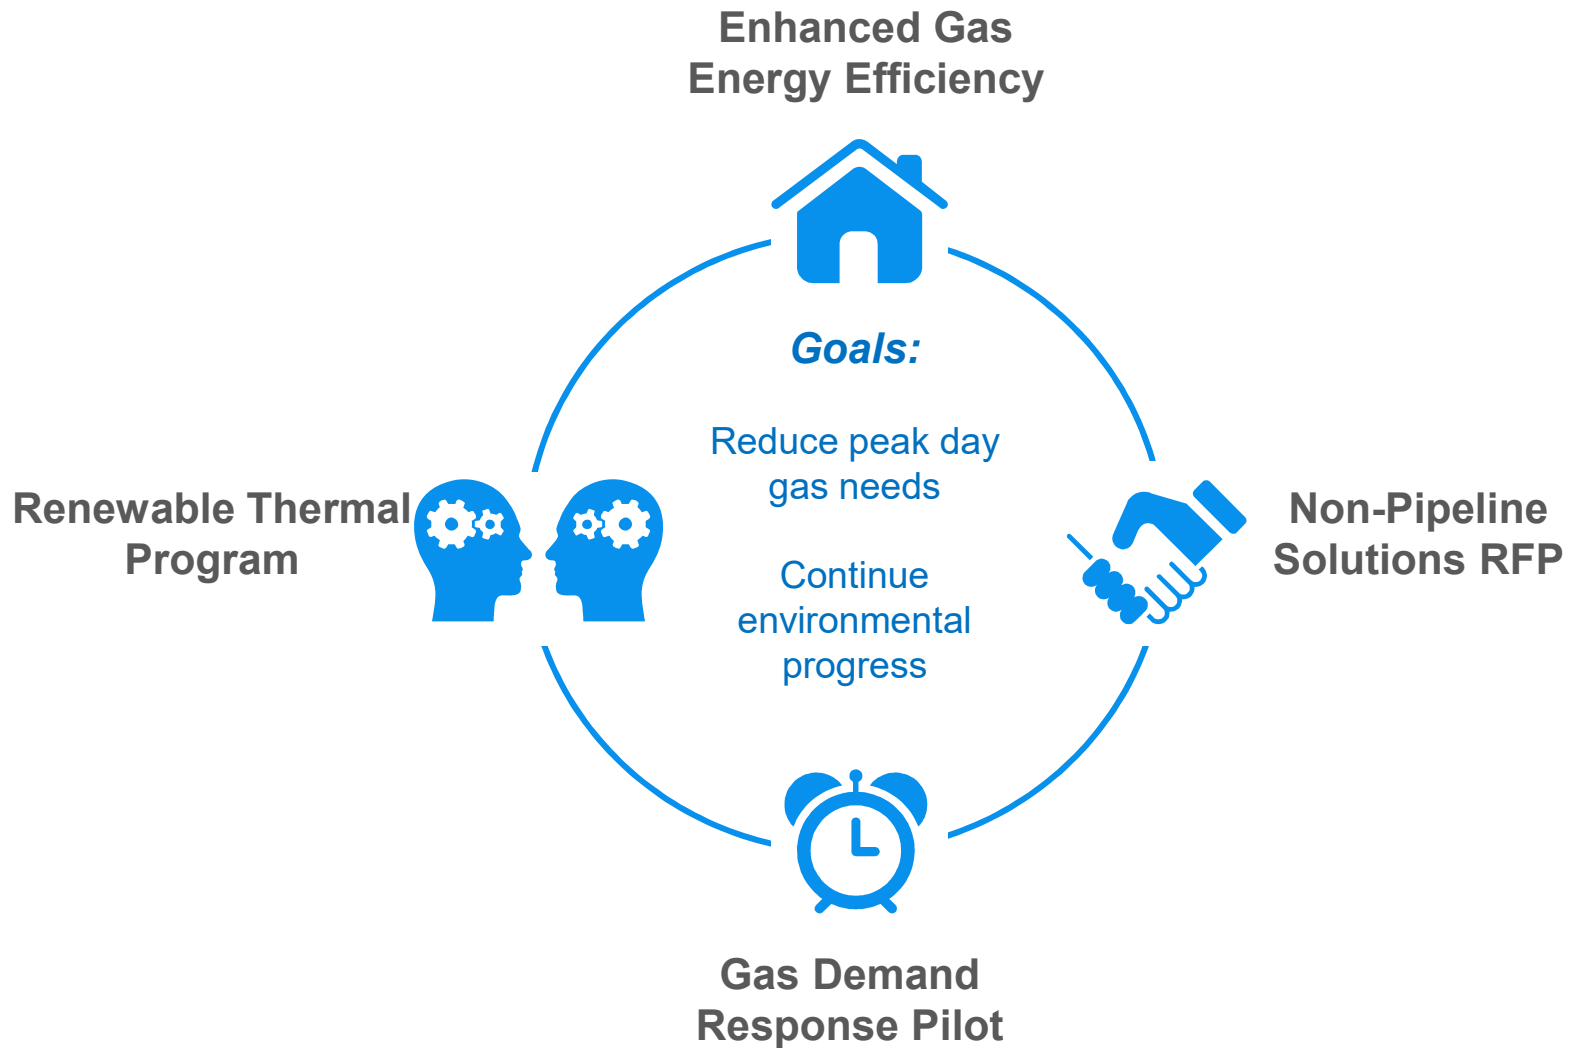 Enhanced Gas
Energy Efficiency
Goals:
Reduce peak day
gas needs
Continue
environmental
progress
Renewable Thermal
Program
Non-Pipeline
Solutions RFP
Gas Demand
Response Pilot